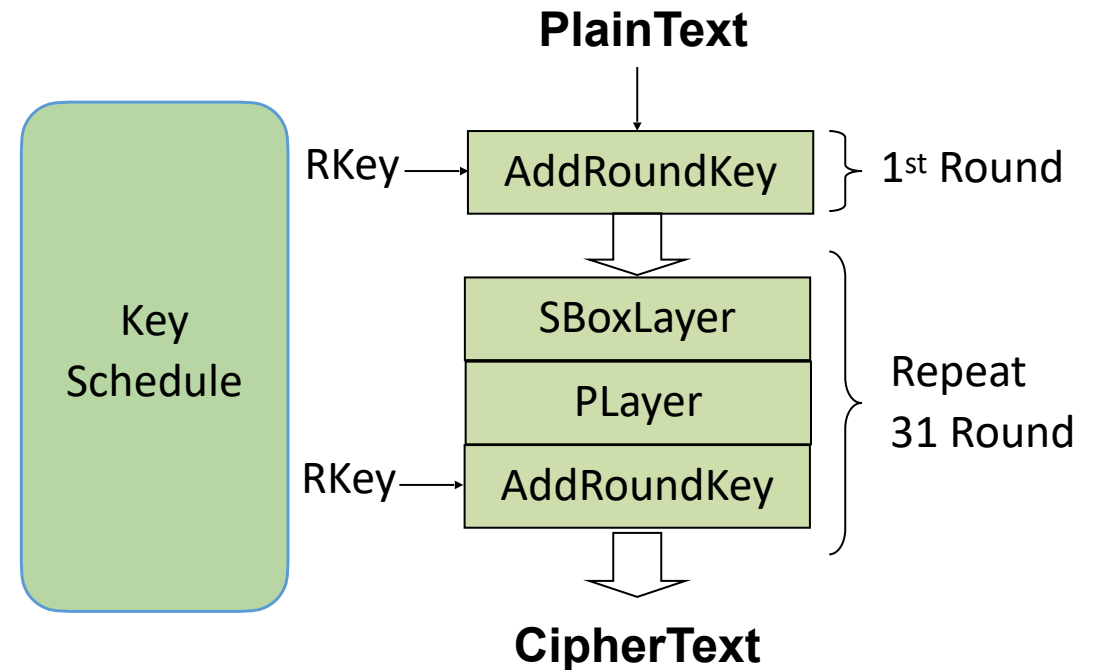 PlainText
RKey
AddRoundKey
1st Round
Key
Schedule
SBoxLayer
PLayer
RKey
AddRoundKey
Repeat
31 Round
CipherText